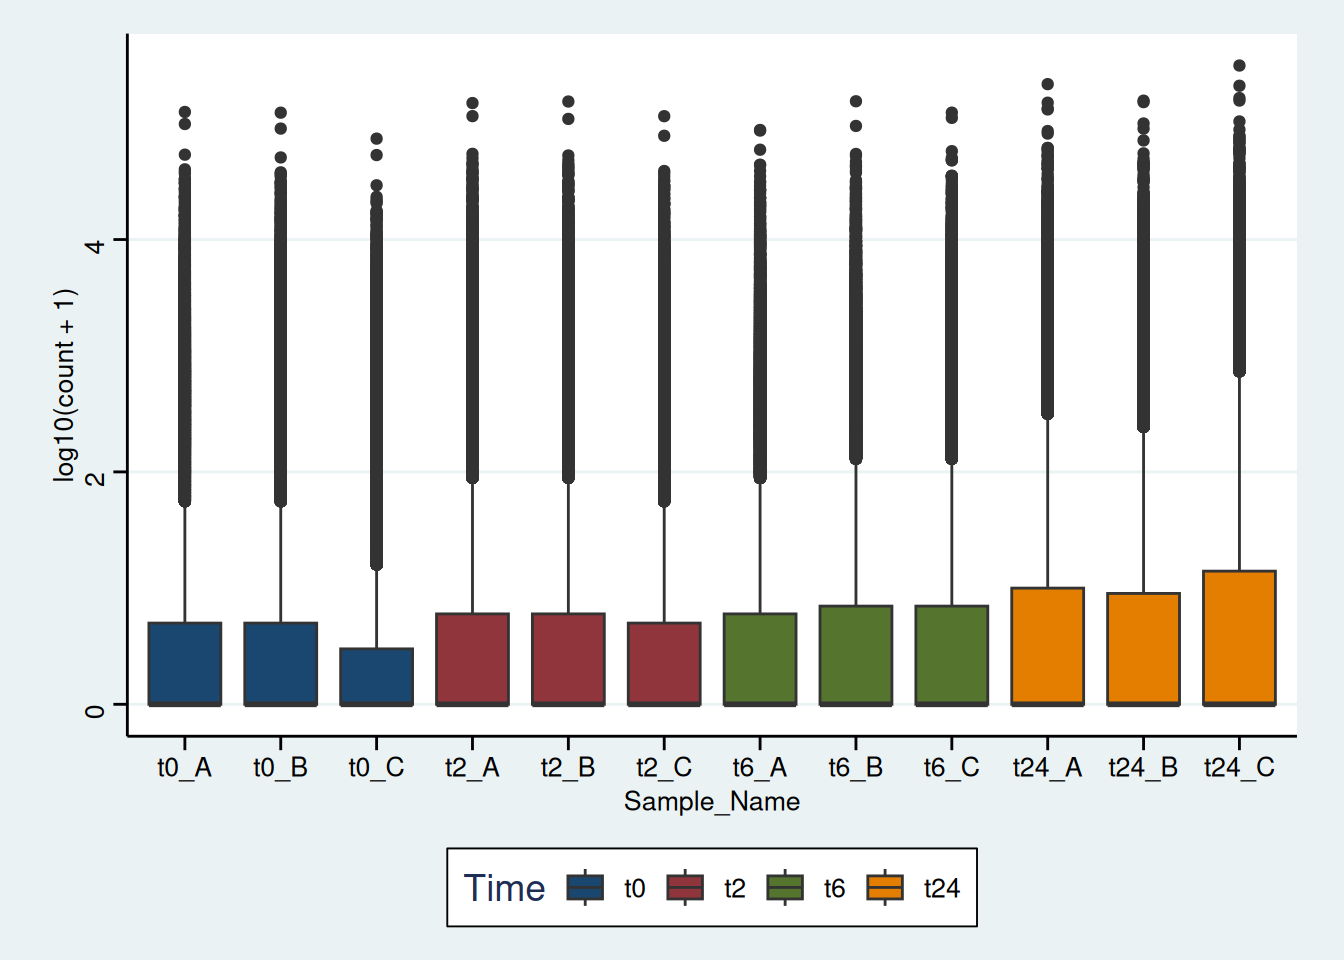 log10(count + 1)
4
2
0
t0_A t0_B t0_C t2_A t2_B t2_C t6_A t6_B t6_C t24_A t24_B t24_C
Sample_Name
Time t0 t2 t6 t24